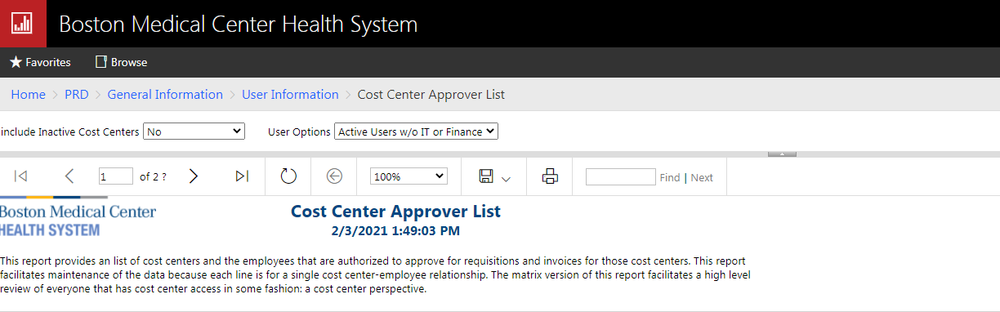 Boston Medical Center Health System
Favorites Browse
Home > PRD > General Information > User Information > Cost Center Approver List
include Inactive Cost Centers No User Options Active Users w/o IT or Finance
1 of 2 ? 100% Find | Next
Boston Medical Center
HEALTH SYSTEM
Cost Center Approver List
2/3/2021 1:49:03 PM
This report provides an list of cost centers and the employees that are authorized to approve for requisitions and invoices for those cost centers. This report
facilitates maintenance of the data because each line is for a single cost center-employee relationship. The matrix version of this report facilitates a high level
review of everyone that has cost center access in some fashion: a cost center perspective.